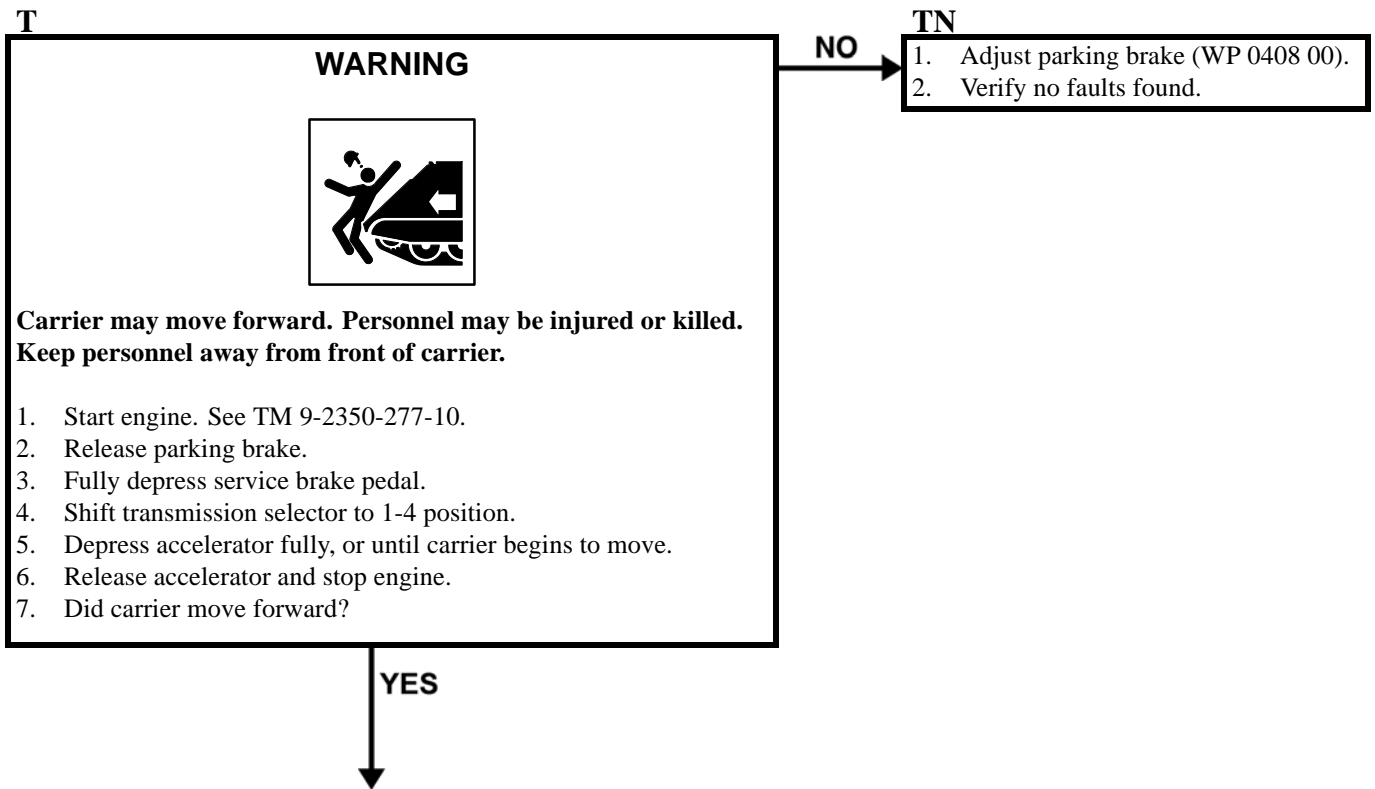 T
WARNING
Carrier may move forward. Personnel may be injured or killed.
Keep personnel away from front of carrier.
1. Start engine. See TM 9-2350-277-10.
2. Release parking brake.
3. Fully depress service brake pedal.
4. Shift transmission selector to 1-4 position.
5. Depress accelerator fully, or until carrier begins to move.
6. Release accelerator and stop engine.
7. Did carrier move forward?
NO
TN
1. Adjust parking brake (WP 0408 00).
2. Verify no faults found.
YES